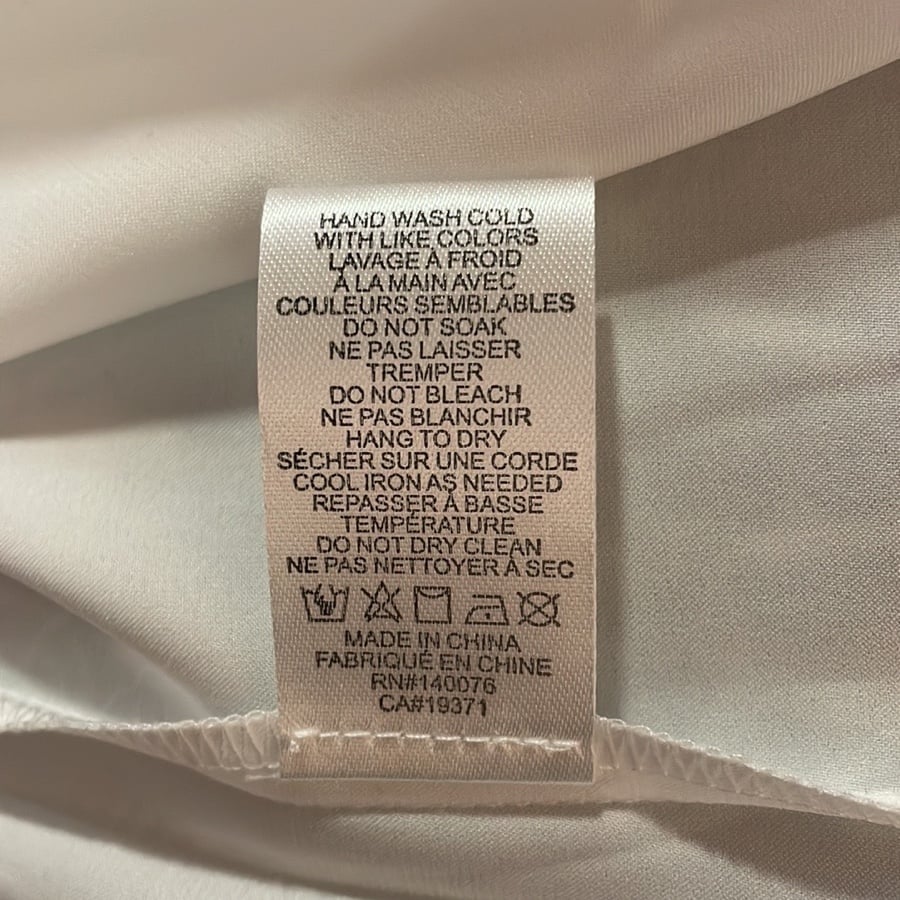 HAND WASH COLD
WITH LIKE COLORS
LAVAGE À FROID
À LA MAIN AVEC
COULEURS SEMBLABLES
DO NOT SOAK
NE PAS LAISSER
TREMPER
DO NOT BLEACH
NE PAS BLANCHIR
HANG TO DRY
SÉCHER SUR UNE CORDE
COOL IRON AS NEEDED
REPASSER À BASSE
TEMPÉRATURE
DO NOT DRY CLEAN
NE PAS NETTOYER À SEC
MADE IN CHINA
FABRIQUÉ EN CHINE
RN#140076
CA#19371